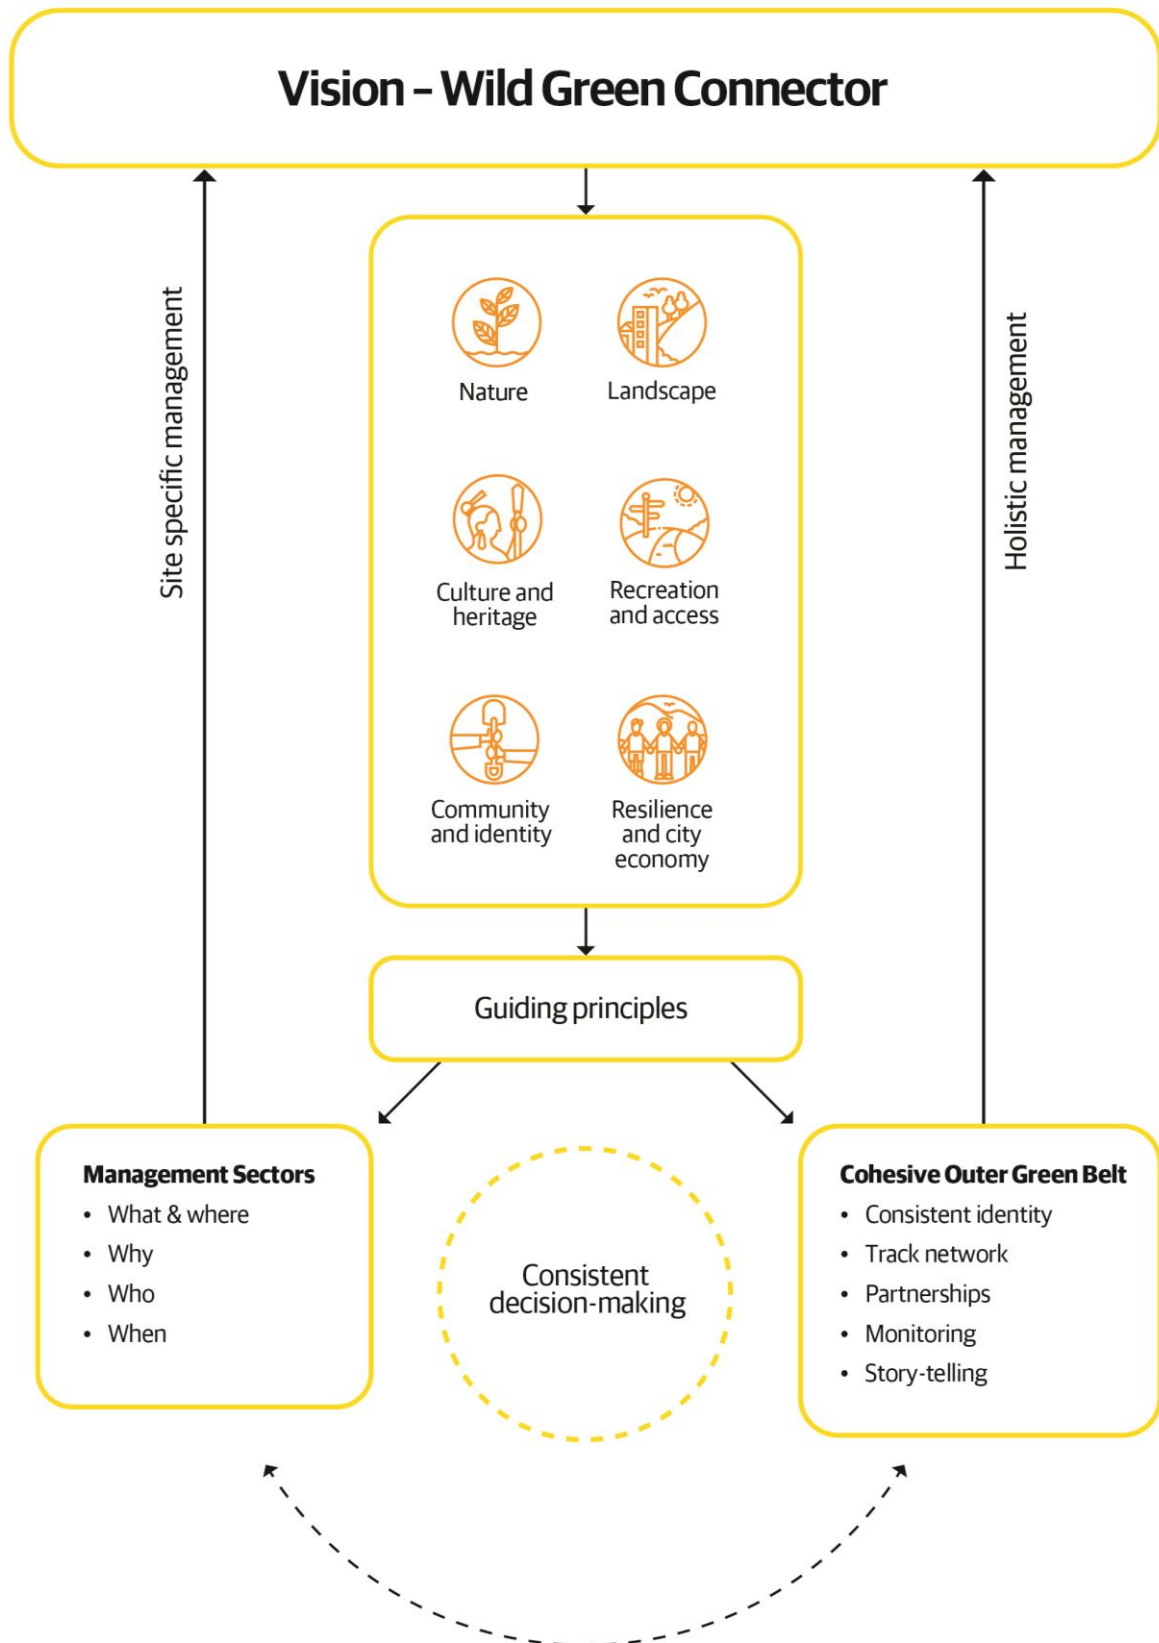 Vision – Wild Green Connector
Site specific management
Holistic management
Nature
Landscape
Culture and
heritage
Recreation
and access
Community
and identity
Resilience
and city
economy
Guiding principles
Management Sectors
• What & where
• Why
• Who
• When
Consistent
decision-making
Cohesive Outer Green Belt
• Consistent identity
• Track network
• Partnerships
• Monitoring
• Story-telling